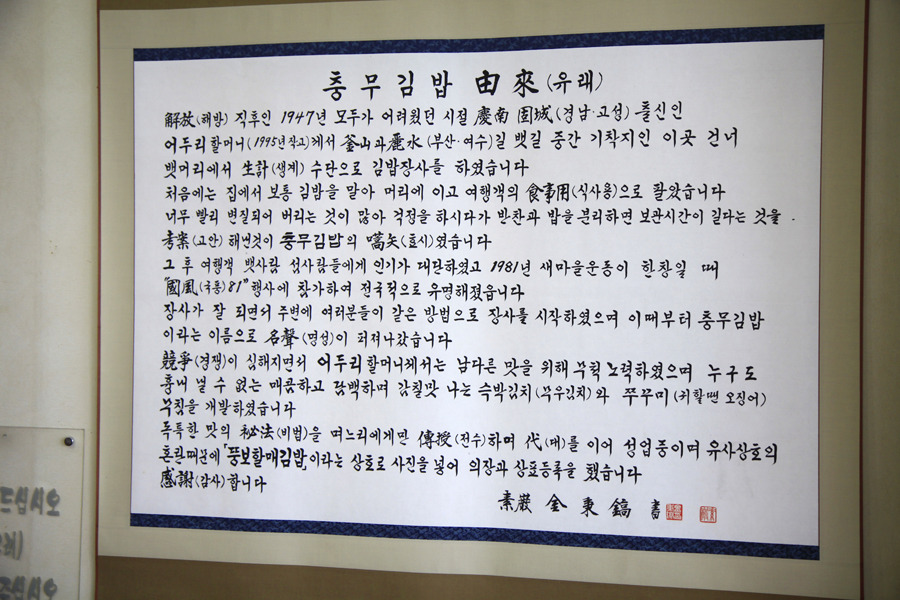 충무김밥 由來(유래)
解放(해방) 직후인 1947년 모두가 어려웠던 시절 慶南 固城(경남·고성) 출신인
어두리할머니(1995년작고)께서 釜山과麗水(부산·여수)길 뱃길 중간 기착지인 이곳 건너
뱃머리에서 生計(생계) 수단으로 김밥장사를 하였습니다
처음에는 집에서 보통 김밥을 말아 머리에 이고 여행객의 食事用(식사용)으로 팔았습니다
너무 빨리 변질되어 버리는 것이 많아 걱정을 하시다가 반찬과 밥을 분리하면 보관시간이 길다는 것을
考案(고안) 해낸것이 충무김밥의 嚆矢(효시)였습니다
그 후 여행객 뱃사람 섬사람들에게 인기가 대단하였고 1981년 새마을운동이 한창일 때
"國風(국풍)81"행사에 참가하여 전국적으로 유명해졌습니다
장사가 잘 되면서 주변에 여러분들이 같은 방법으로 장사를 시작하였으며 이때부터 충무김밥
이라는 이름으로 名聲(명성)이 퍼져나갔습니다
競爭(경쟁)이 심해지면서 어두리할머니께서는 남다른 맛을 위해 무척 노력하였으며 누구도
흉내 낼 수 없는 매콤하고 담백하며 감칠맛 나는 슥박김치(무우김치)와 쭈꾸미(귀할땐 오징어)
무침을 개발하였습니다
독특한 맛의 秘法(비법)을 며느리에게만 傳授(전수)하며 代(대)를 이어 성업중이며 유사상호의
혼란때문에 「뚱보할매김밥」이라는 상호로 사진을 넣어 의장과 상표등록을 했습니다
感謝(감사)합니다
素巖 金秉鎬 書
드십시오